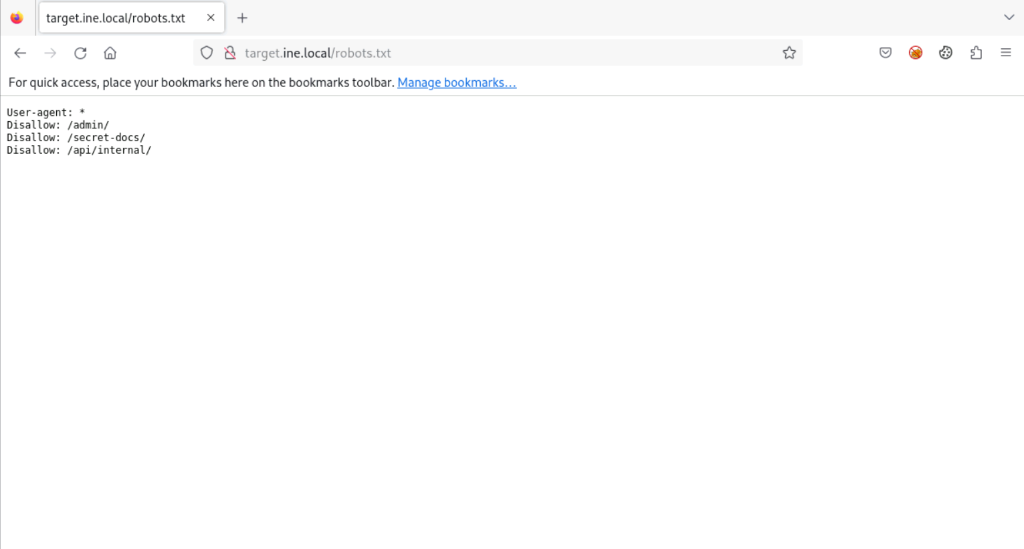 target.ine.local/robots.txt
target.ine.local/robots.txt
For quick access, place your bookmarks here on the bookmarks toolbar. Manage bookmarks…
User-agent: *
Disallow: /admin/
Disallow: /secret-docs/
Disallow: /api/internal/